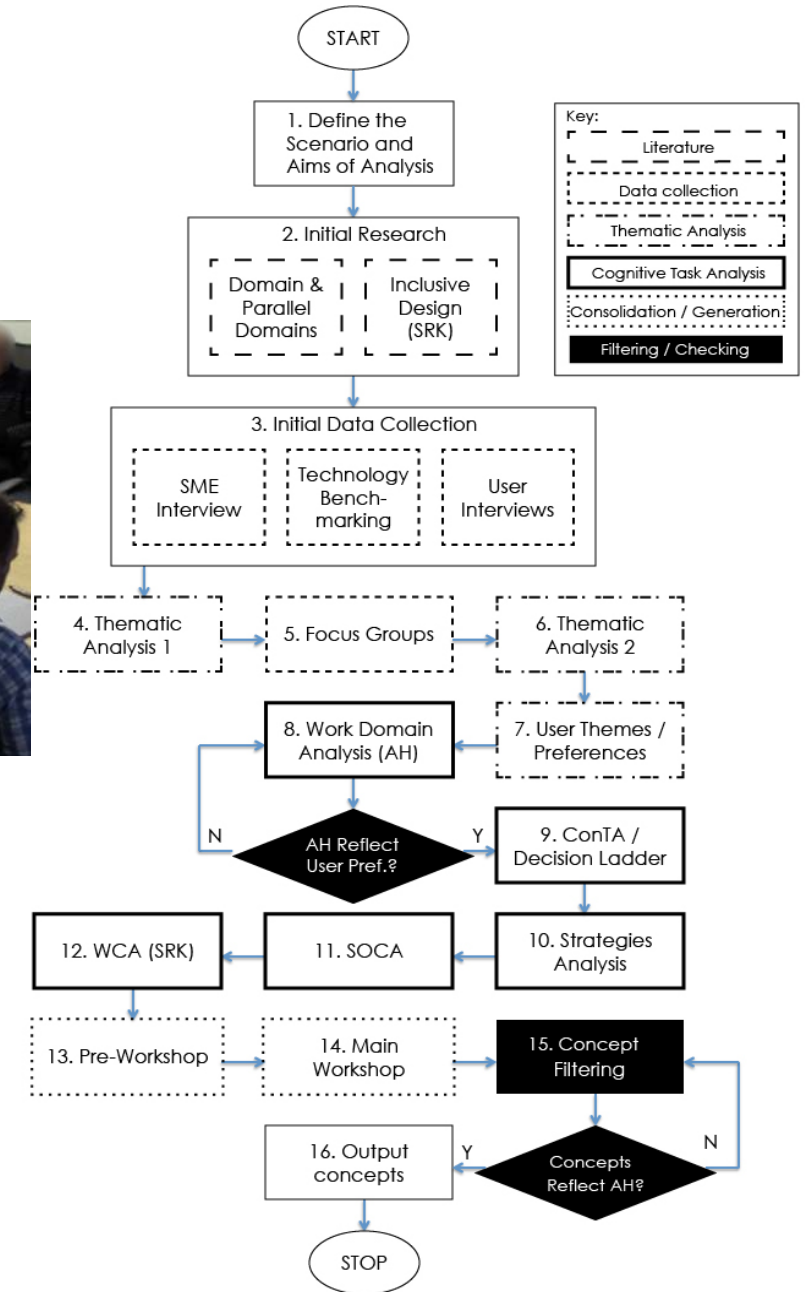 START
1. Define the
Scenario and
Aims of Analysis
Key:
Literature
Data collection
Thematic Analysis
Cognitive Task Analysis
Consolidation / Generation
Filtering / Checking
2. Initial Research
Domain &
Parallel
Domains
Inclusive
Design
(SRK)
3. Initial Data Collection
SME
Interview
Technology
Bench-
marking
User
Interviews
4. Thematic
Analysis 1
5. Focus Groups
6. Thematic
Analysis 2
7. User Themes /
Preferences
8. Work Domain
Analysis (AH)
N
AH Reflect
User Pref.?
Y
9. ConTA /
Decision Ladder
10. Strategies
Analysis
11. SOCA
12. WCA (SRK)
13. Pre-Workshop
14. Main
Workshop
15. Concept
Filtering
Concepts
Reflect AH?
N
Y
16. Output
concepts
STOP